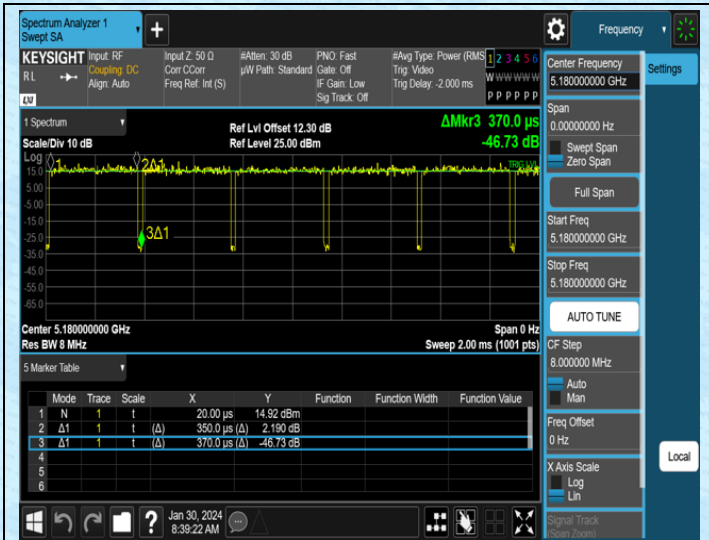 Spectrum Analyzer 1
Swept SA
Frequency
KEYSIGHT
RL
LXI
Input: RF
Coupling: DC
Align: Auto
Input Z: 50 Ω
Corr CCorr
Freq Ref: Int (S)
#Atten: 30 dB
µW Path: Standard
PNO: Fast
Gate: Off
IF Gain: Low
Sig Track: Off
#Avg Type: Power (RMS
Trig: Video
Trig Delay: -2.000 ms
1 2 3 4 5 6
W W W W W W
P P P P P P
1 Spectrum
Scale/Div 10 dB
Ref Lvl Offset 12.30 dB
Ref Level 25.00 dBm
ΔMkr3 370.0 µs
-46.73 dB
Log
15.0
5.00
-5.00
-15.0
-25.0
-35.0
-45.0
-55.0
-65.0
1
2Δ1
3Δ1
TRIG LVL
Center 5.180000000 GHz
Res BW 8 MHz
Span 0 Hz
Sweep 2.00 ms (1001 pts)
5 Marker Table
Mode Trace Scale X Y Function Function Width Function Value
1 N 1 t 20.00 µs 14.92 dBm
2 Δ1 1 t (Δ) 350.0 µs (Δ) 2.190 dB
3 Δ1 1 t (Δ) 370.0 µs (Δ) -46.73 dB
4
5
6
Jan 30, 2024
8:39:22 AM
Center Frequency
5.180000000 GHz
Span
0.00000000 Hz
Swept Span
Zero Span
Full Span
Start Freq
5.180000000 GHz
Stop Freq
5.180000000 GHz
AUTO TUNE
CF Step
8.000000 MHz
Auto
Man
Freq Offset
0 Hz
X Axis Scale
Log
Lin
Signal Track
(Span Zoom)
Settings
Local